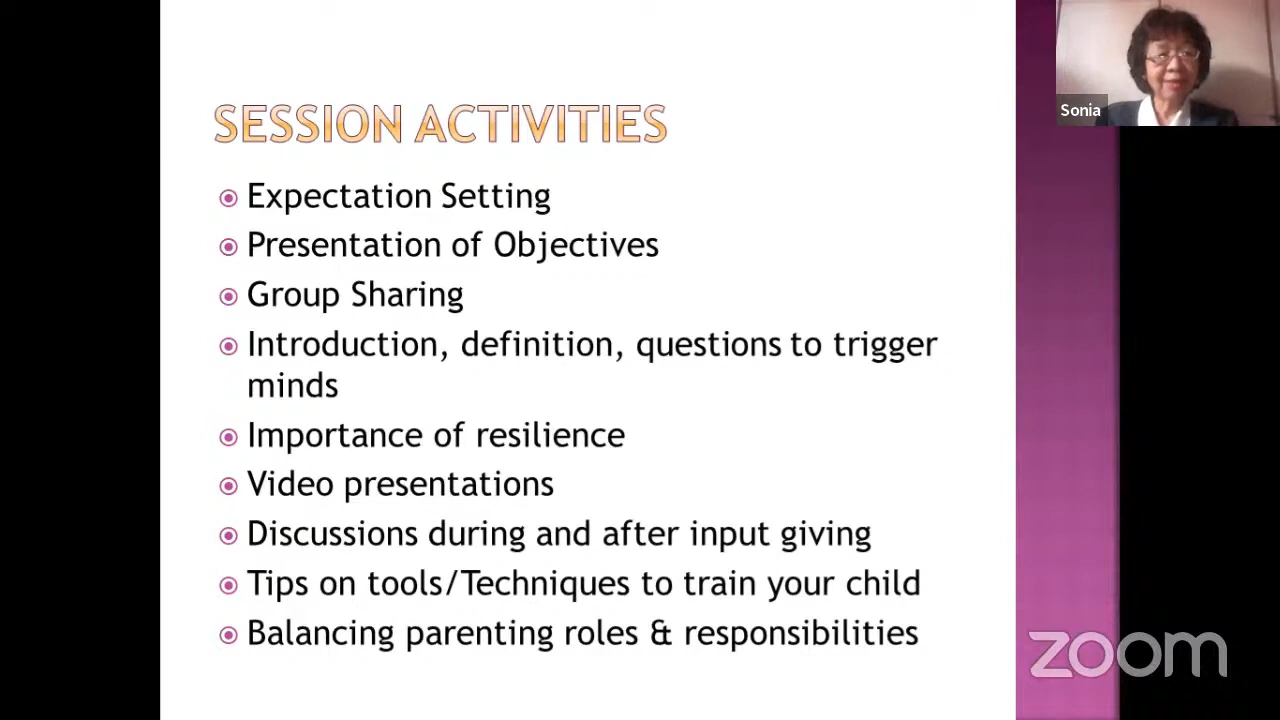 SESSION ACTIVITIES
Expectation Setting
Presentation of Objectives
Group Sharing
Introduction, definition, questions to trigger
minds
Importance of resilience
Video presentations
Discussions during and after input giving
Tips on tools/Techniques to train your child
Balancing parenting roles & responsibilities
Sonia
zoom